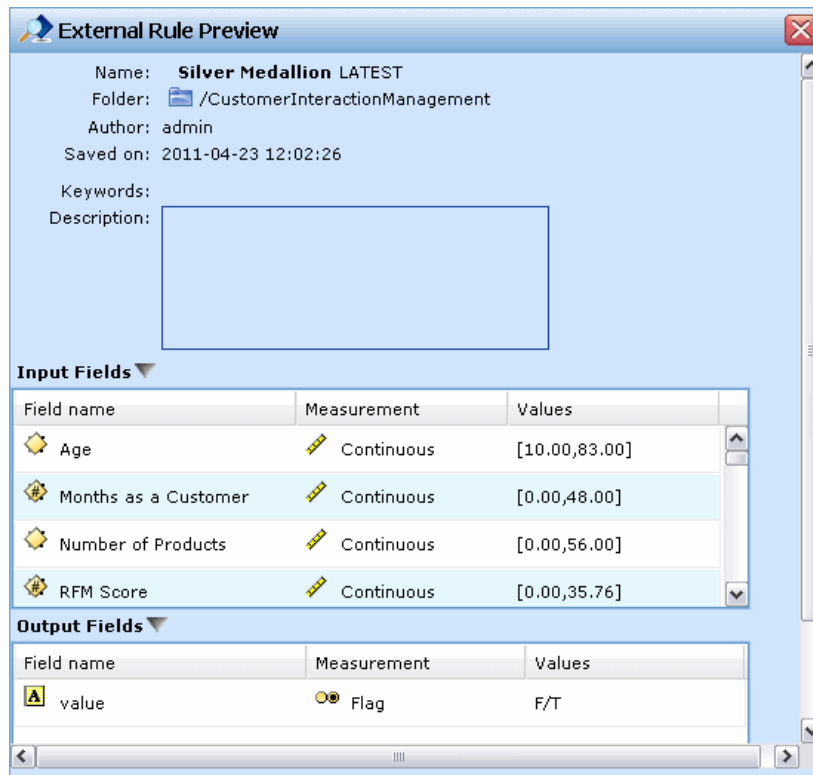 External Rule Preview
Name: Silver Medallion LATEST
Folder: /CustomerInteractionManagement
Author: admin
Saved on: 2011-04-23 12:02:26
Keywords:
Description:
Input Fields
Field name Measurement Values
Age Continuous [10.00,83.00]
# Months as a Customer Continuous [0.00,48.00]
Number of Products Continuous [0.00,56.00]
# RFM Score Continuous [0.00,35.76]
Output Fields
Field name Measurement Values
A value Flag F/T